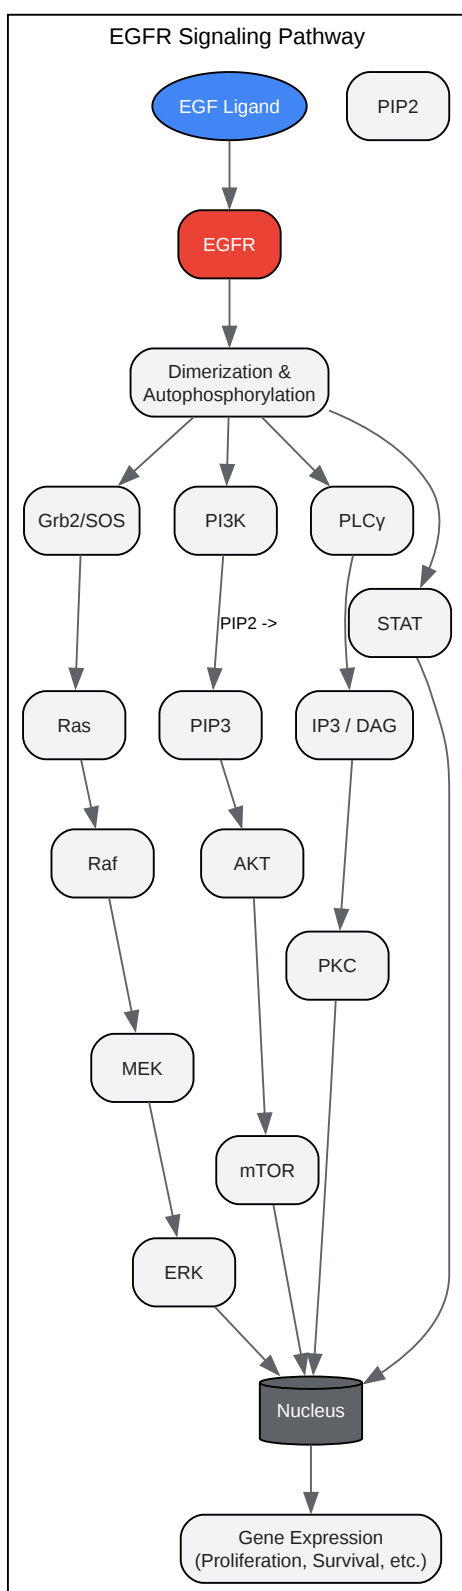 EGFR Signaling Pathway
EGF Ligand
PIP2
EGFR
Dimerization &
Autophosphorylation
Grb2/SOS
PI3K
PLCγ
PIP2 ->
STAT
Ras
PIP3
IP3 / DAG
Raf
AKT
PKC
MEK
mTOR
ERK
Nucleus
Gene Expression
(Proliferation, Survival, etc.)